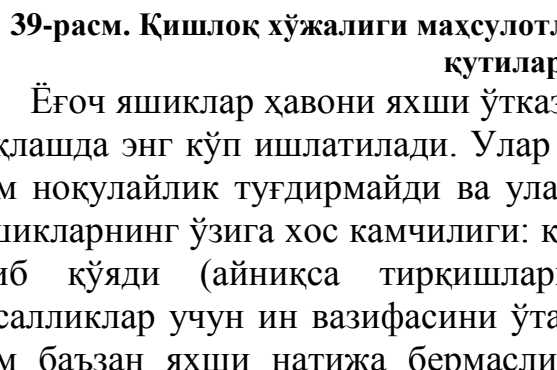 39-расм. Қишлоқ хўжалиги маҳсулотл
қутилар
Ёғоч яшиклар ҳавони яхши ўтказ
қлашда энг кўп ишлатилади. Улар
м ноқулайлик туғдирмайди ва ула
шикларнинг ўзига хос камчилиги: қ
иб қўяди (айниқса тирқишлар
салликлар учун ин вазифасини ўта
м баъзан яхши натижа бермасли